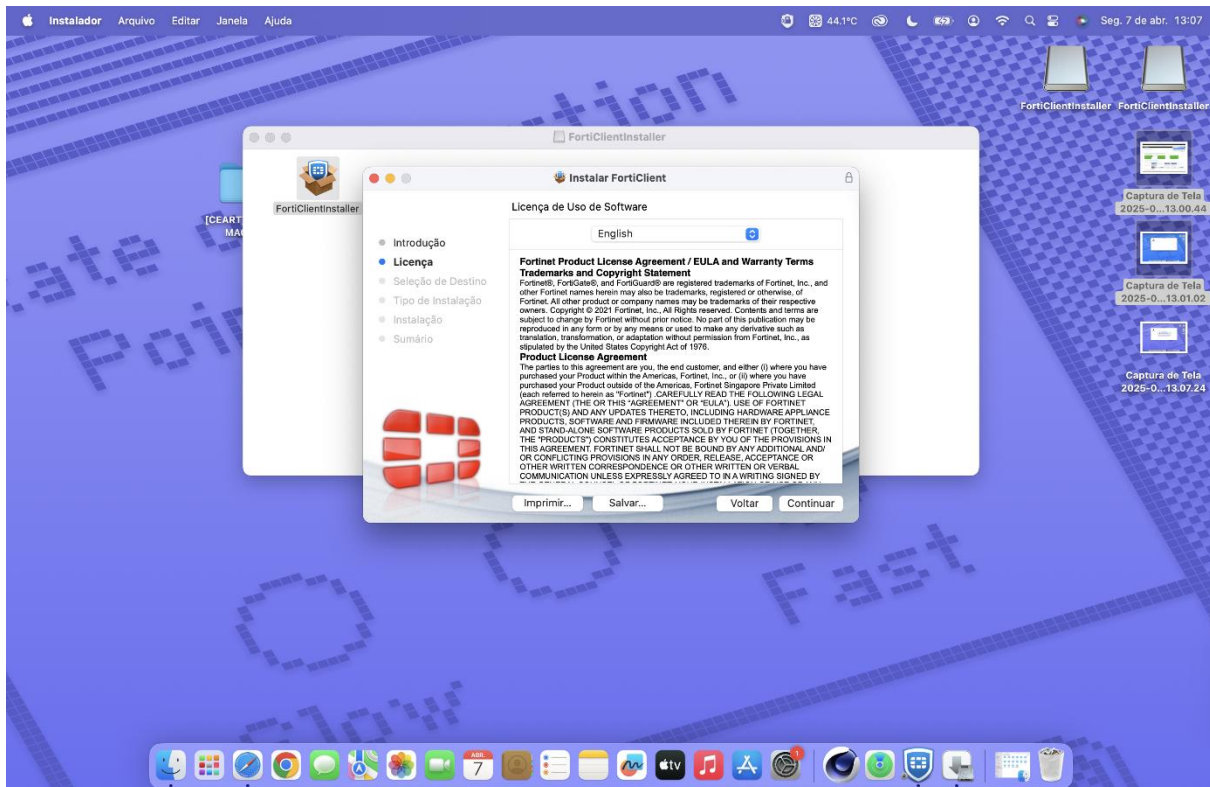 Instalador Arquivo Editar Janela Ajuda 44.1°C Seg. 7 de abr. 13:07
FortiClientInstaller FortiClientInstaller
FortiClientInstaller
Captura de Tela
2025-0...13.00.44
Captura de Tela
2025-0...13.01.02
Captura de Tela
2025-0...13.07.24
[CEART
FortiClientInstaller
Instalar FortiClient
Licença de Uso de Software
English
Introdução
Licença
Seleção de Destino
Tipo de Instalação
Instalação
Sumário
Fortinet Product License Agreement / EULA and Warranty Terms
Trademarks and Copyright Statement
Fortinet®, FortiGate®, and FortiGuard® are registered trademarks of Fortinet, Inc., and
other Fortinet names herein may also be trademarks, registered or otherwise, of
Fortinet. All other product or company names may be trademarks of their respective
owners. Copyright © 2021 Fortinet, Inc., All Rights reserved. Contents and terms are
subject to change by Fortinet without prior notice. No part of this publication may be
reproduced in any form or by any means or used to make any derivative such as
translation, transformation, or adaptation without permission from Fortinet, Inc., as
stipulated by the United States Copyright Act of 1976.
Product License Agreement
The parties to this agreement are you, the end customer, and either (i) where you have
purchased your Product within the Americas, Fortinet, Inc., or (ii) where you have
purchased your Product outside of the Americas, Fortinet Singapore Private Limited
(each referred to herein as "Fortinet") .CAREFULLY READ THE FOLLOWING LEGAL
AGREEMENT (THE OR THIS "AGREEMENT" OR "EULA"). USE OF FORTINET
PRODUCT(S) AND ANY UPDATES THERETO, INCLUDING HARDWARE APPLIANCE
PRODUCTS, SOFTWARE AND FIRMWARE INCLUDED THEREIN BY FORTINET,
AND STAND-ALONE SOFTWARE PRODUCTS SOLD BY FORTINET (TOGETHER,
THE "PRODUCTS") CONSTITUTES ACCEPTANCE BY YOU OF THE PROVISIONS IN
THIS AGREEMENT. FORTINET SHALL NOT BE BOUND BY ANY ADDITIONAL AND/
OR CONFLICTING PROVISIONS IN ANY ORDER, RELEASE, ACCEPTANCE OR
OTHER WRITTEN CORRESPONDENCE OR OTHER WRITTEN OR VERBAL
COMMUNICATION UNLESS EXPRESSLY AGREED TO IN A WRITING SIGNED BY
Imprimir... Salvar... Voltar Continuar
Fast
Slow
ABR.
7
tv
1